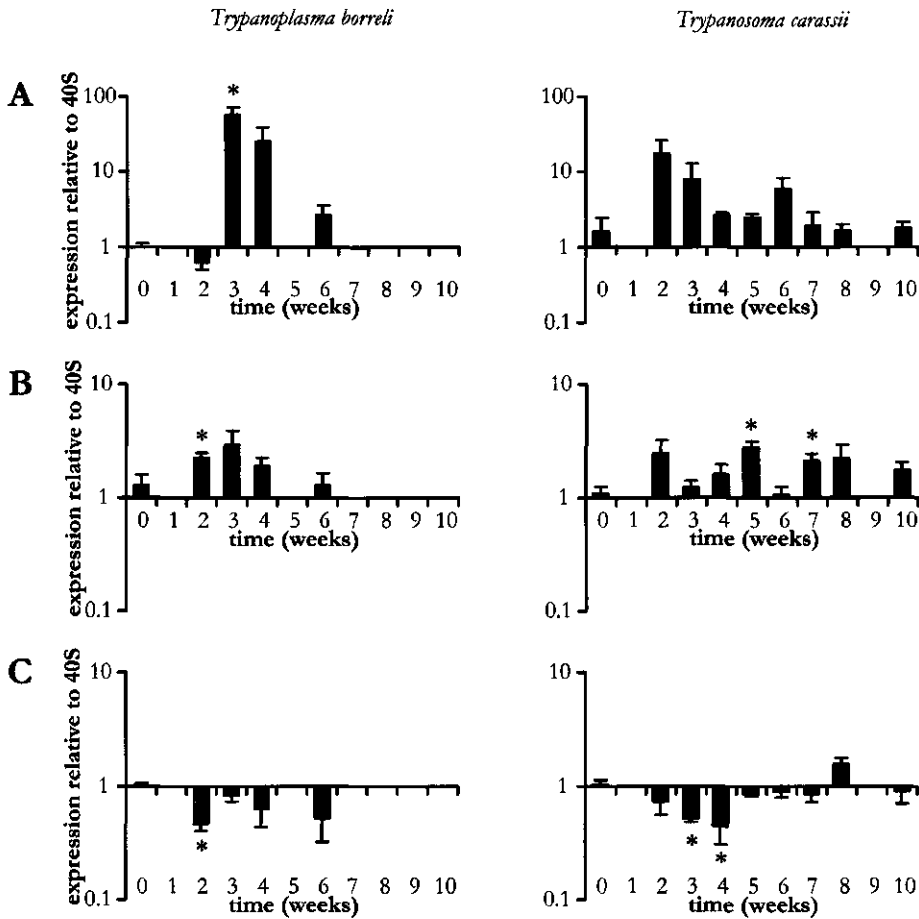 Trypanoplasma borreli
Trypanosoma carassii
A
expression relative to 40S
100
10
1
0.1
*
0 1 2 3 4 5 6 7 8 9 10
time (weeks)
100
10
1
0.1
0 2 3 4 5 6 7 8 9 10
time (weeks)
B
expression relative to 40S
10
1
0.1
*
0 1 2 3 4 5 6 7 8 9 10
time (weeks)
10
1
0.1
* *
0 1 2 3 4 5 6 7 8 9 10
time (weeks)
C
expression relative to 40S
10
1
0.1
*
0 1 2 3 4 5 6 7 8 9 10
time (weeks)
10
1
0.1
* *
0 1 2 3 4 5 6 7 8 9 10
time (weeks)